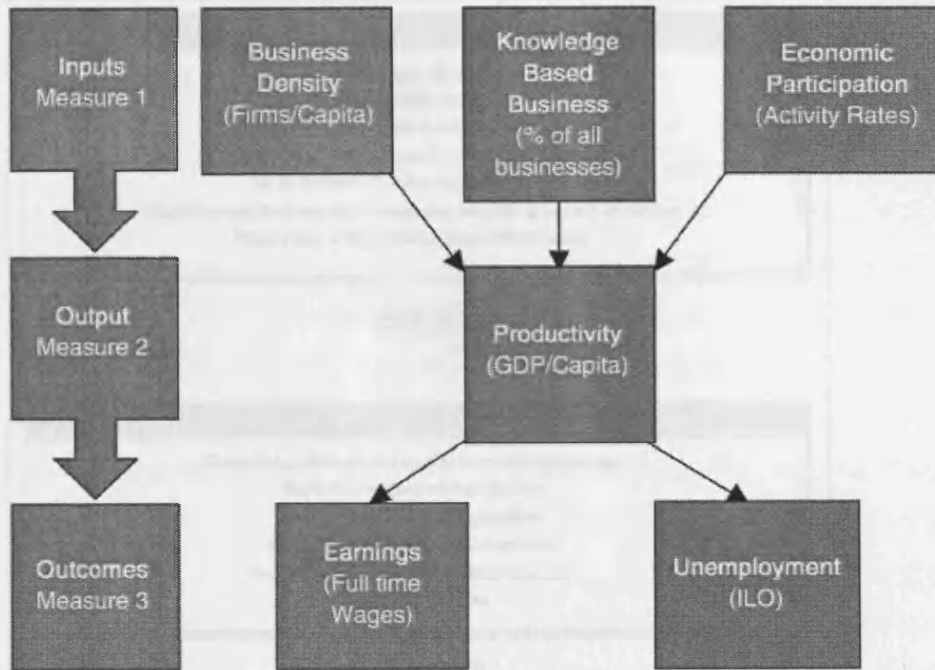 Inputs
Measure 1
Business
Density
(Firms/Capita)
Knowledge
Based
Business
(% of all
businesses)
Economic
Participation
(Activity Rates)
Output
Measure 2
Productivity
(GDP/Capita)
Outcomes
Measure 3
Earnings
(Full time
Wages)
Unemployment
(ILO)